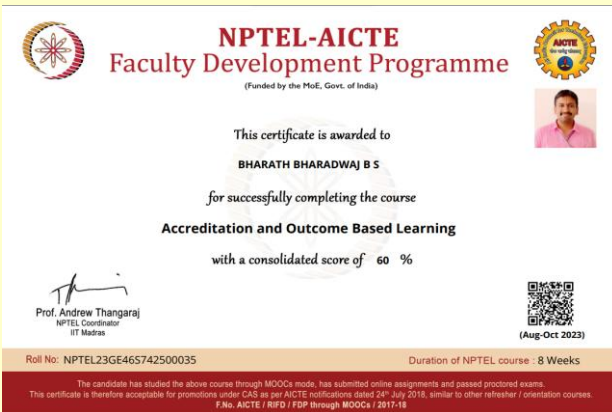 NPTEL-AICTE
AICTE
Faculty Development Programme
(Funded by the MoE, Govt. of India)
This certificate is awarded to
BHARATH BHARADWAJ B S
for successfully completing the course
Accreditation and Outcome Based Learning
with a consolidated score of 60 %
Prof. Andrew Thangaraj
NPTEL Coordinator
IIT Madras
(Aug-Oct 2023)
Roll No: NPTEL23GE46S742500035
Duration of NPTEL course : 8 Weeks
The candidate has studied the above course through MOOCs mode, has submitted online assignments and passed proctored exams.
This certificate is therefore acceptable for promotions under CAS as per AICTE notifications dated 24th July 2018, similar to other refresher / orientation courses.
F.No. AICTE / RIFD / FDP through MOOCs / 2017-18